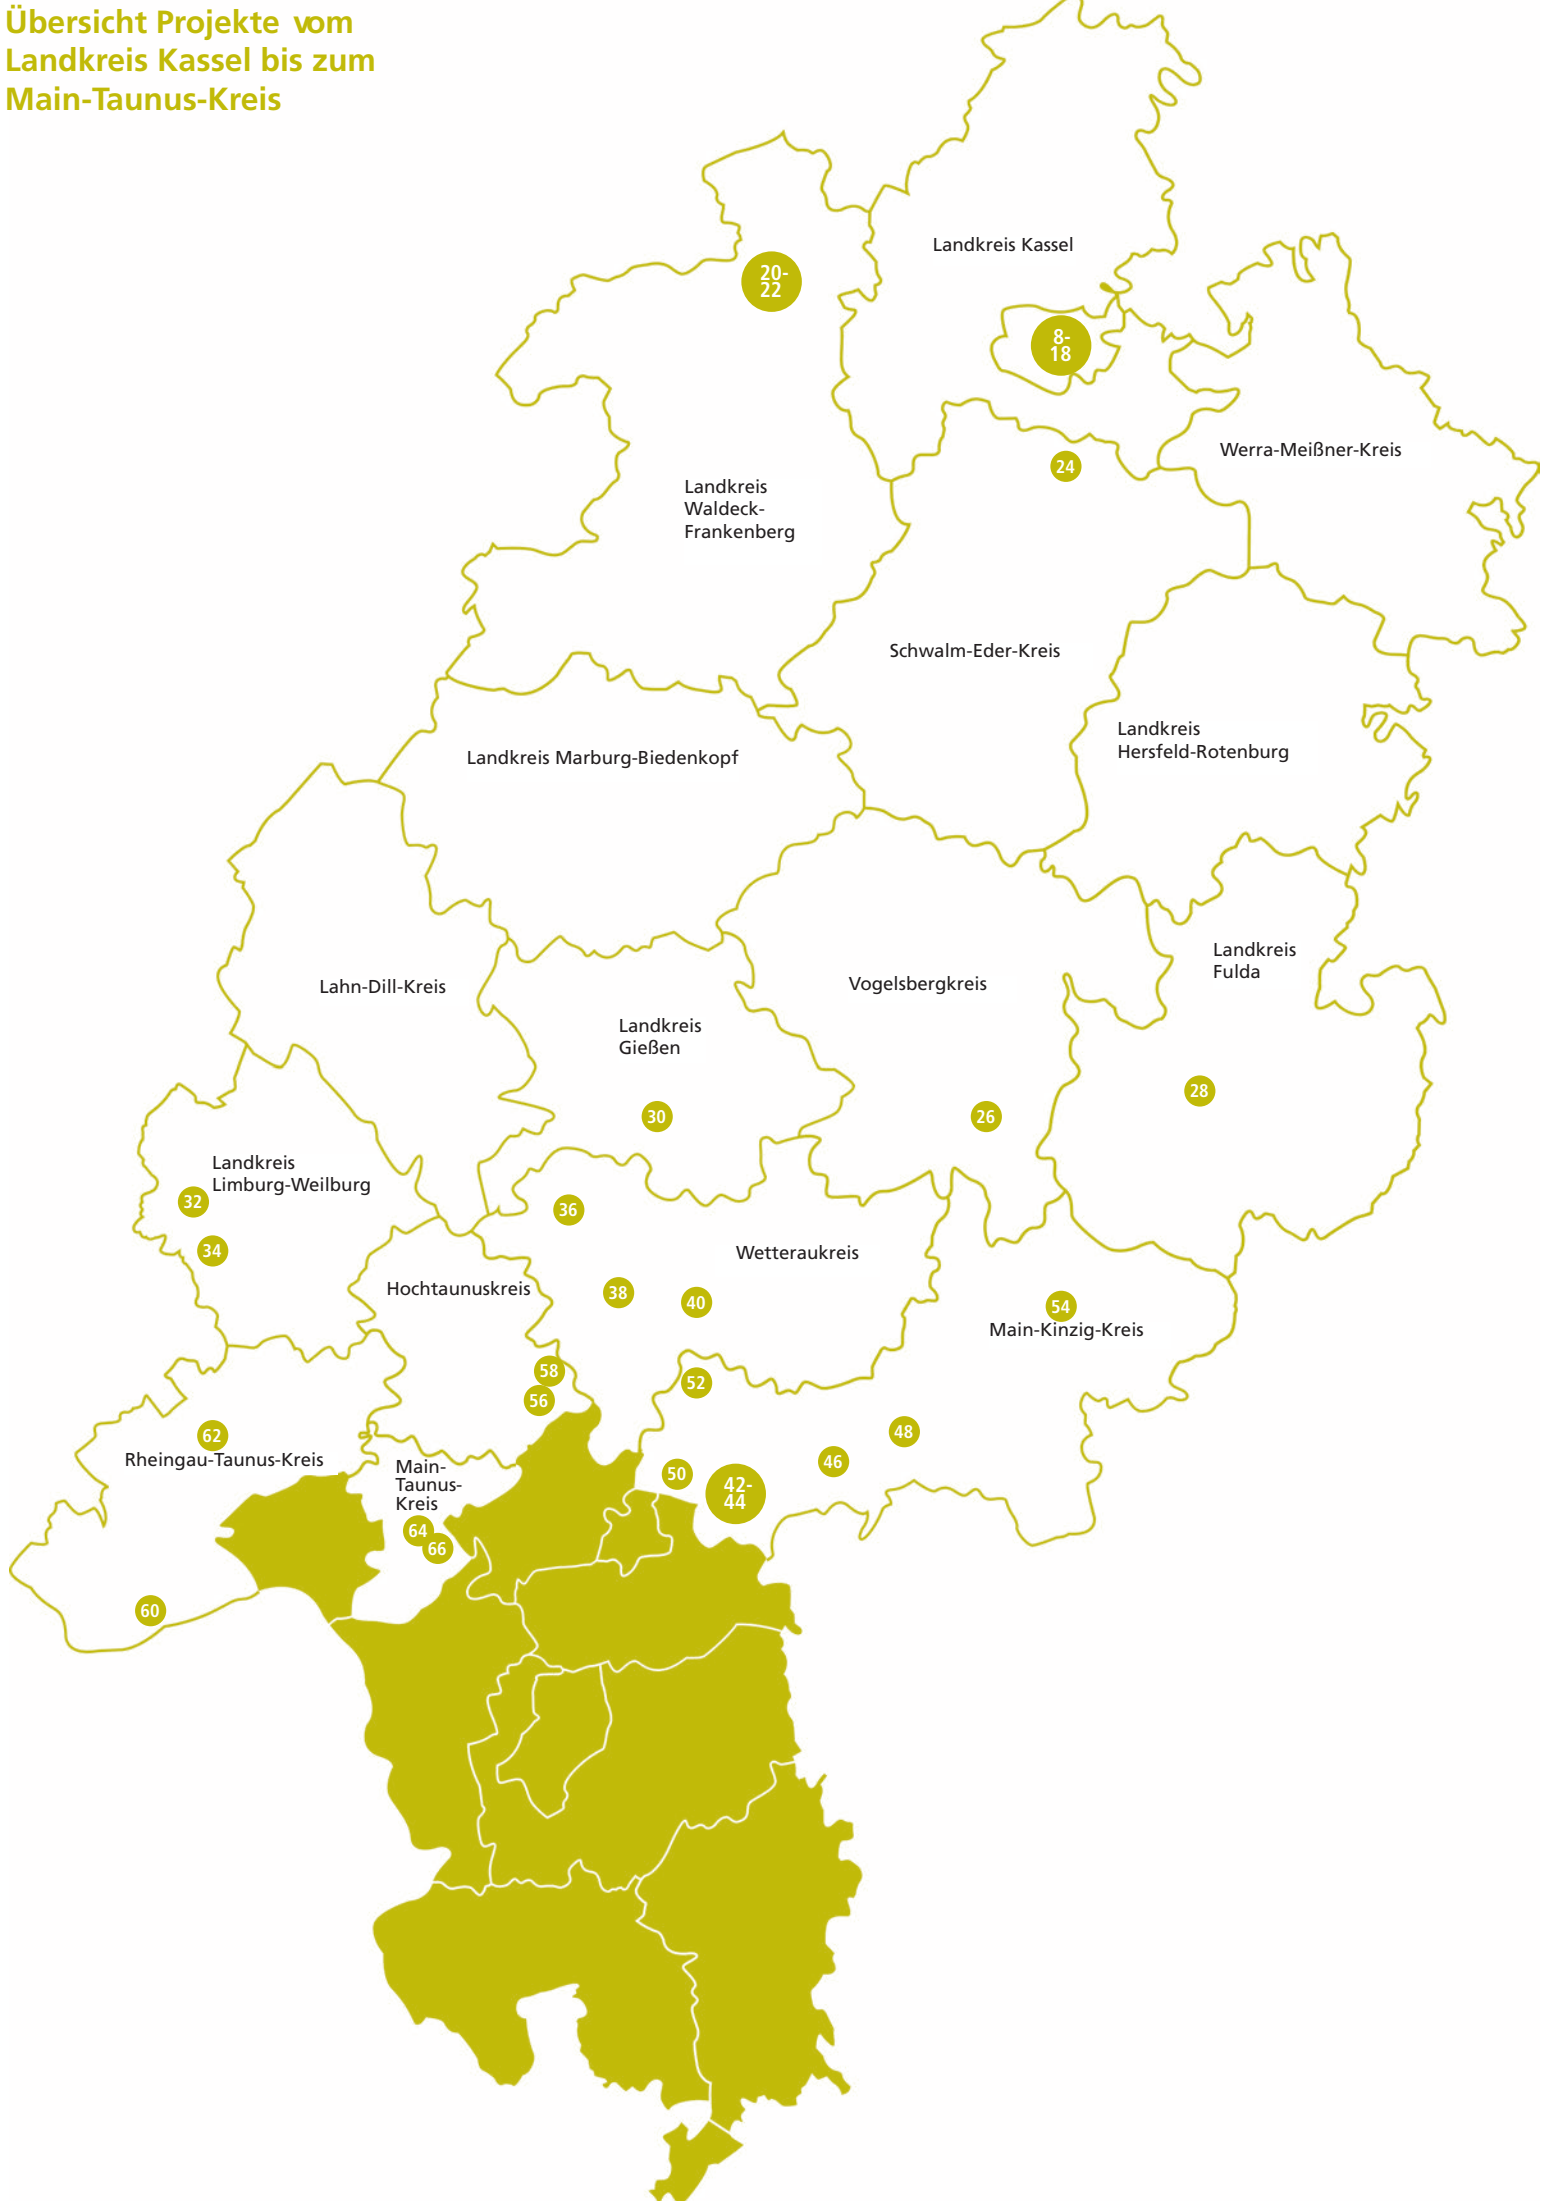 Übersicht Projekte vom
Landkreis Kassel bis zum
Main-Taunus-Kreis
Landkreis Kassel
20-
22
8-
18
Werra-Meißner-Kreis
24
Landkreis
Waldeck-
Frankenberg
Schwalm-Eder-Kreis
Landkreis
Hersfeld-Rotenburg
Landkreis Marburg-Biedenkopf
Landkreis
Fulda
Lahn-Dill-Kreis
Vogelsbergkreis
Landkreis
Gießen
28
30
26
Landkreis
Limburg-Weilburg
32
36
34
Wetteraukreis
Hochtaunuskreis
38
40
54
Main-Kinzig-Kreis
58
52
56
62
48
Rheingau-Taunus-Kreis
46
Main-
Taunus-
Kreis
50
42-
44
64
66
60